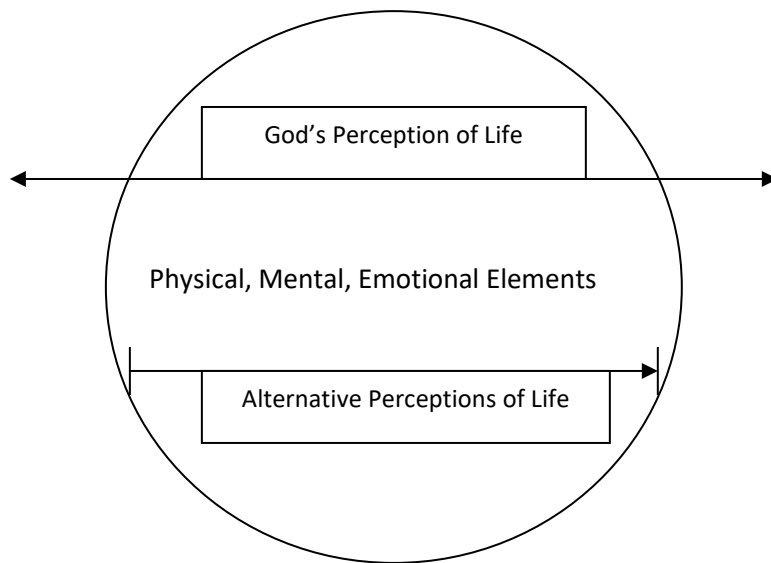 God’s Perception of Life
Physical, Mental, Emotional Elements
Alternative Perceptions of Life